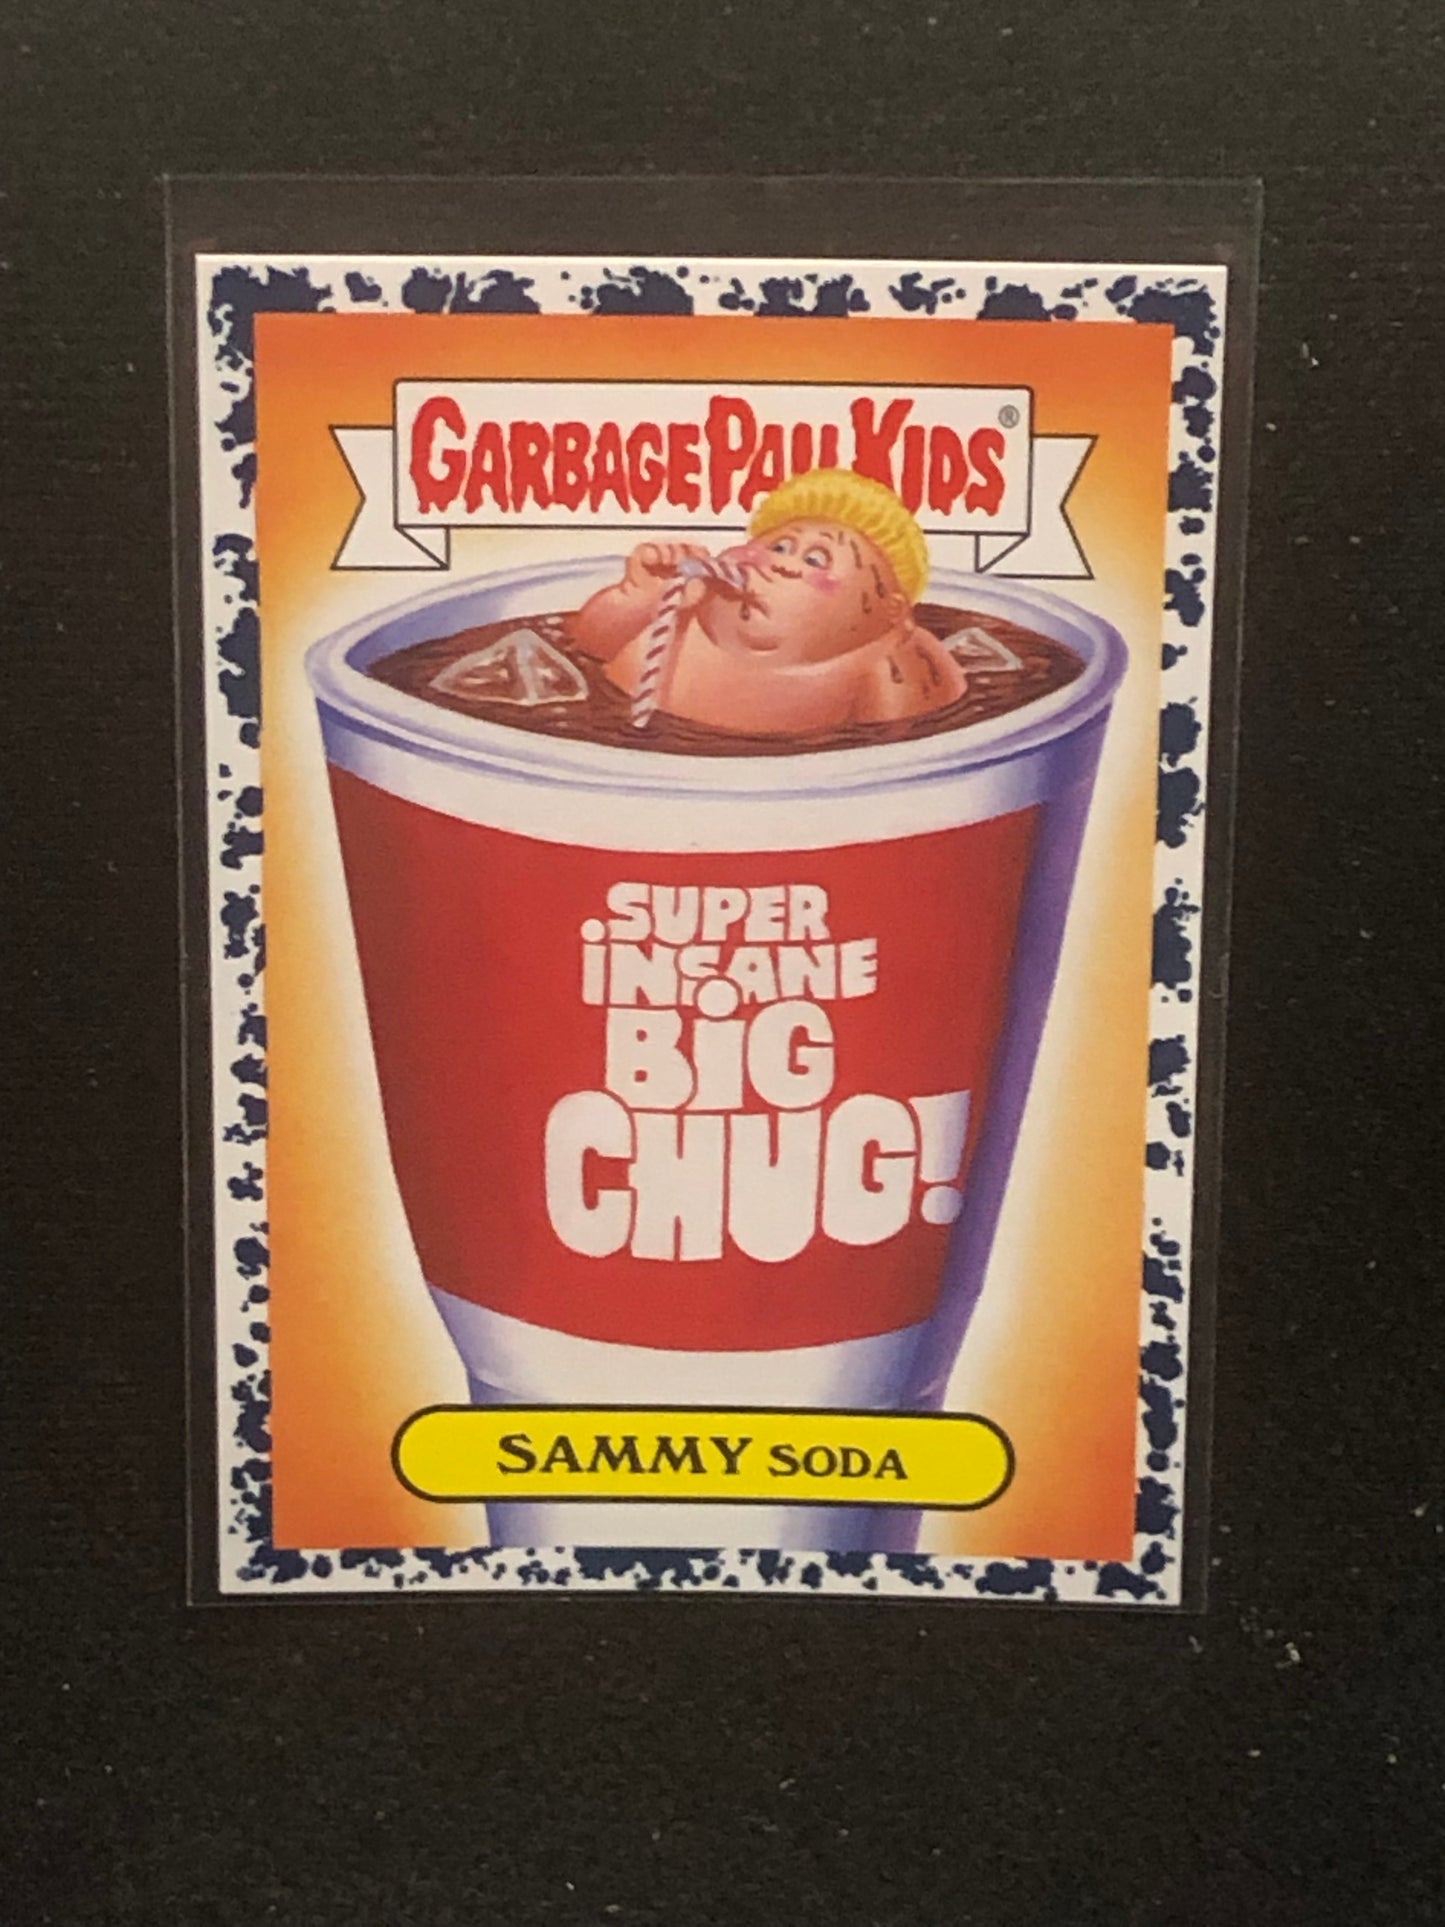 GARBAGE PAIL KIDS®
SUPER
iNSANE
BiG
CHUG!
SAMMY SODA